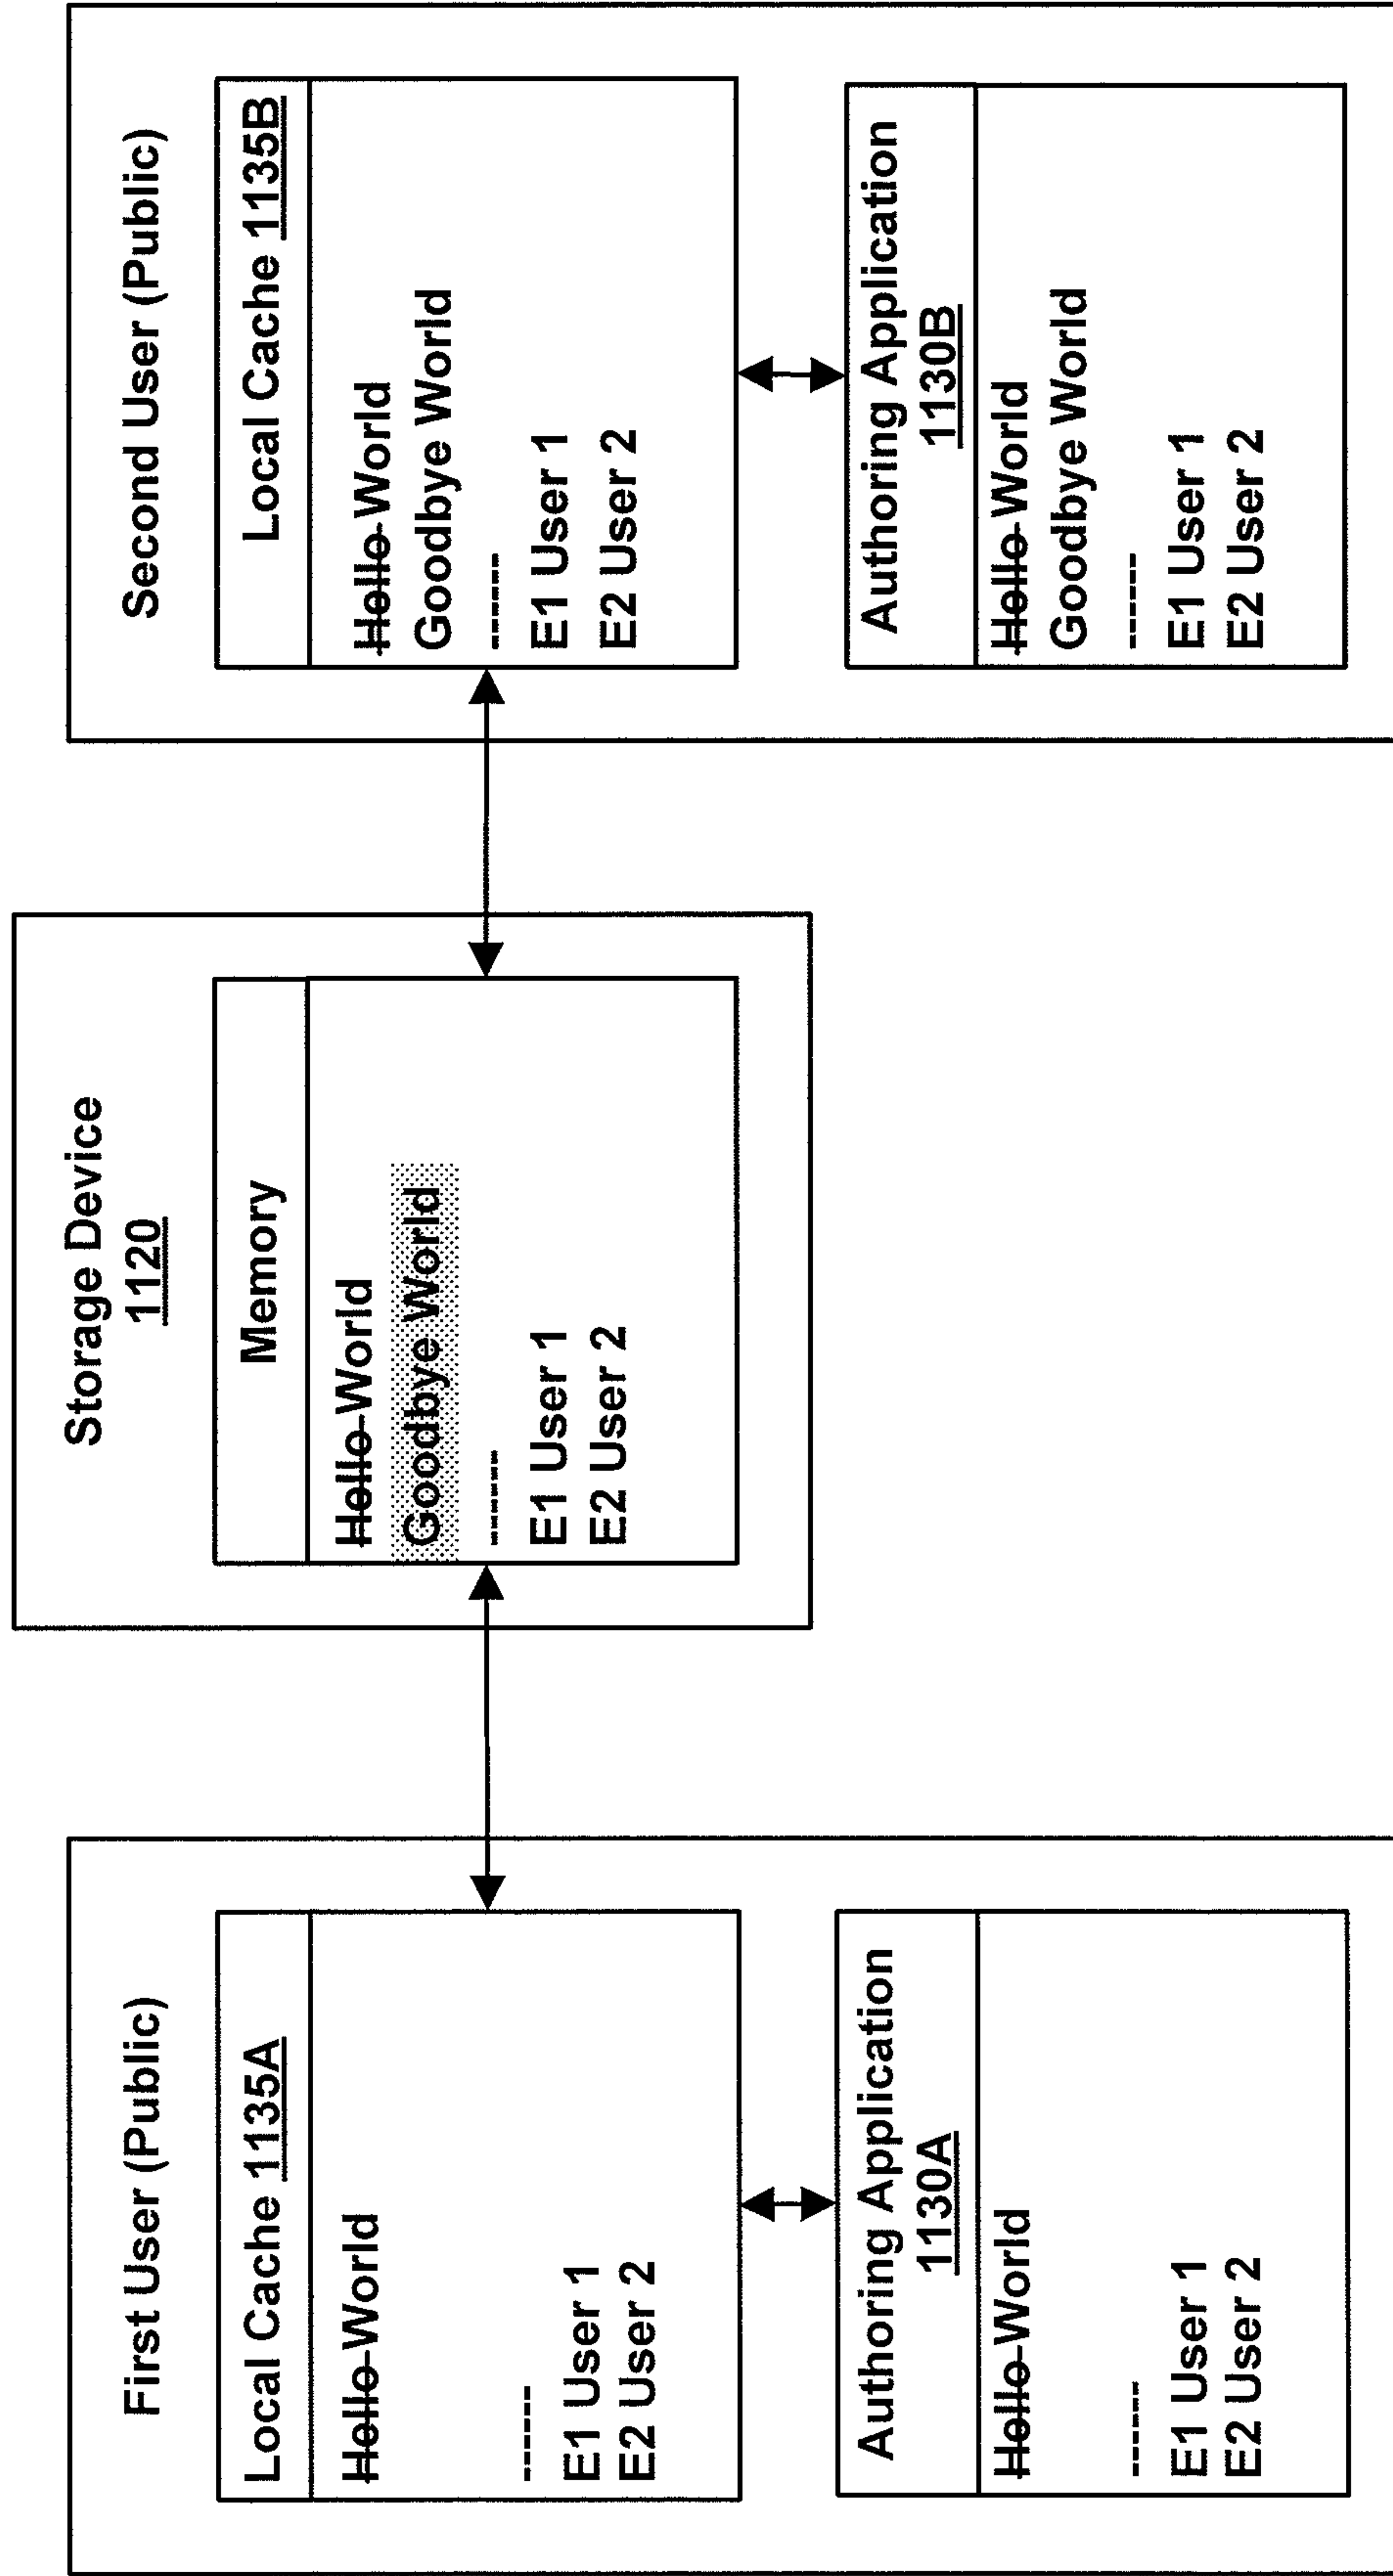 First User (Public)
Local Cache 1135A
Hello World
------
E1 User 1
E2 User 2
Authoring Application
1130A
Hello World
------
E1 User 1
E2 User 2
Storage Device
1120
Memory
Hello World
Goodbye World
------
E1 User 1
E2 User 2
Second User (Public)
Local Cache 1135B
Hello World
Goodbye World
------
E1 User 1
E2 User 2
Authoring Application
1130B
Hello World
Goodbye World
------
E1 User 1
E2 User 2